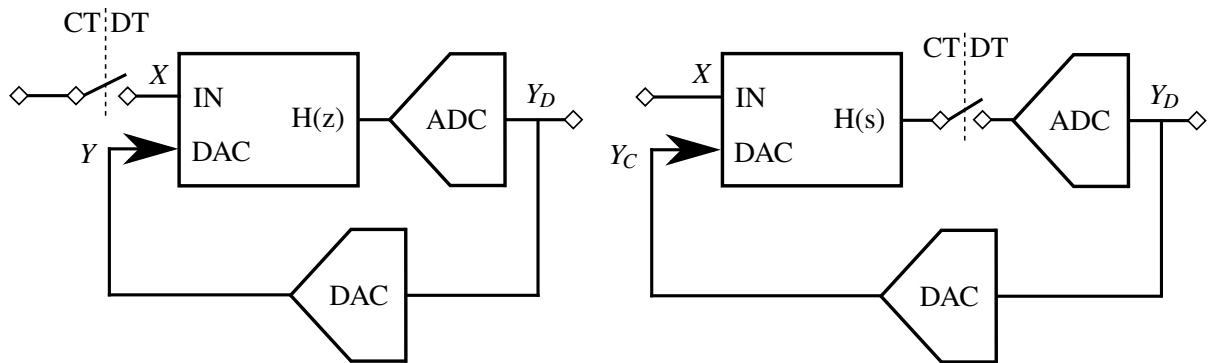 CT DT
X
IN
H(z)
DAC
Y
ADC
Y_D
DAC
X
IN
H(s)
DAC
Y_C
CT DT
ADC
Y_D
DAC